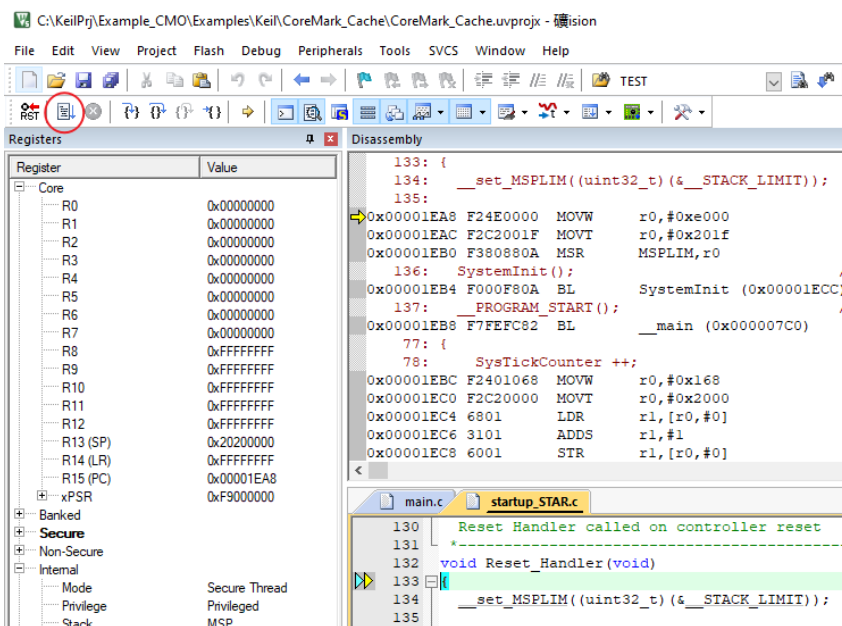 C:\KeilPrj\Example_CMO\Examples\Keil\CoreMark_Cache\CoreMark_Cache.uvprojx - 礦ision
File Edit View Project Flash Debug Peripherals Tools SVCS Window Help
TEST
RST
Registers
Register Value
Core
R0 0x00000000
R1 0x00000000
R2 0x00000000
R3 0x00000000
R4 0x00000000
R5 0x00000000
R6 0x00000000
R7 0x00000000
R8 0xFFFFFFFF
R9 0xFFFFFFFF
R10 0xFFFFFFFF
R11 0xFFFFFFFF
R12 0xFFFFFFFF
R13 (SP) 0x20200000
R14 (LR) 0xFFFFFFFF
R15 (PC) 0x00001EA8
xPSR 0xF9000000
Banked
Secure
Non-Secure
Internal
Mode Secure Thread
Privilege Privileged
Stack MSP
Disassembly
133: {
134: __set_MSPLIM((uint32_t)(&__STACK_LIMIT));
135:
0x00001EA8 F24E0000 MOVW r0,#0xe000
0x00001EAC F2C2001F MOVT r0,#0x201f
0x00001EB0 F380880A MSR MSPLIM,r0
136: SystemInit(); /
0x00001EB4 F000F80A BL SystemInit (0x00001ECC)
137: __PROGRAM_START(); /
0x00001EB8 F7FEFC82 BL __main (0x000007C0)
77: {
78: SysTickCounter ++;
0x00001EBC F2401068 MOVW r0,#0x168
0x00001EC0 F2C20000 MOVT r0,#0x2000
0x00001EC4 6801 LDR r1,[r0,#0]
0x00001EC6 3101 ADDS r1,#1
0x00001EC8 6001 STR r1,[r0,#0]
main.c startup_STAR.c
130 Reset Handler called on controller reset
131 *----------------------------------------------
132 void Reset_Handler(void)
133 {
134 __set_MSPLIM((uint32_t)(&__STACK_LIMIT));
135